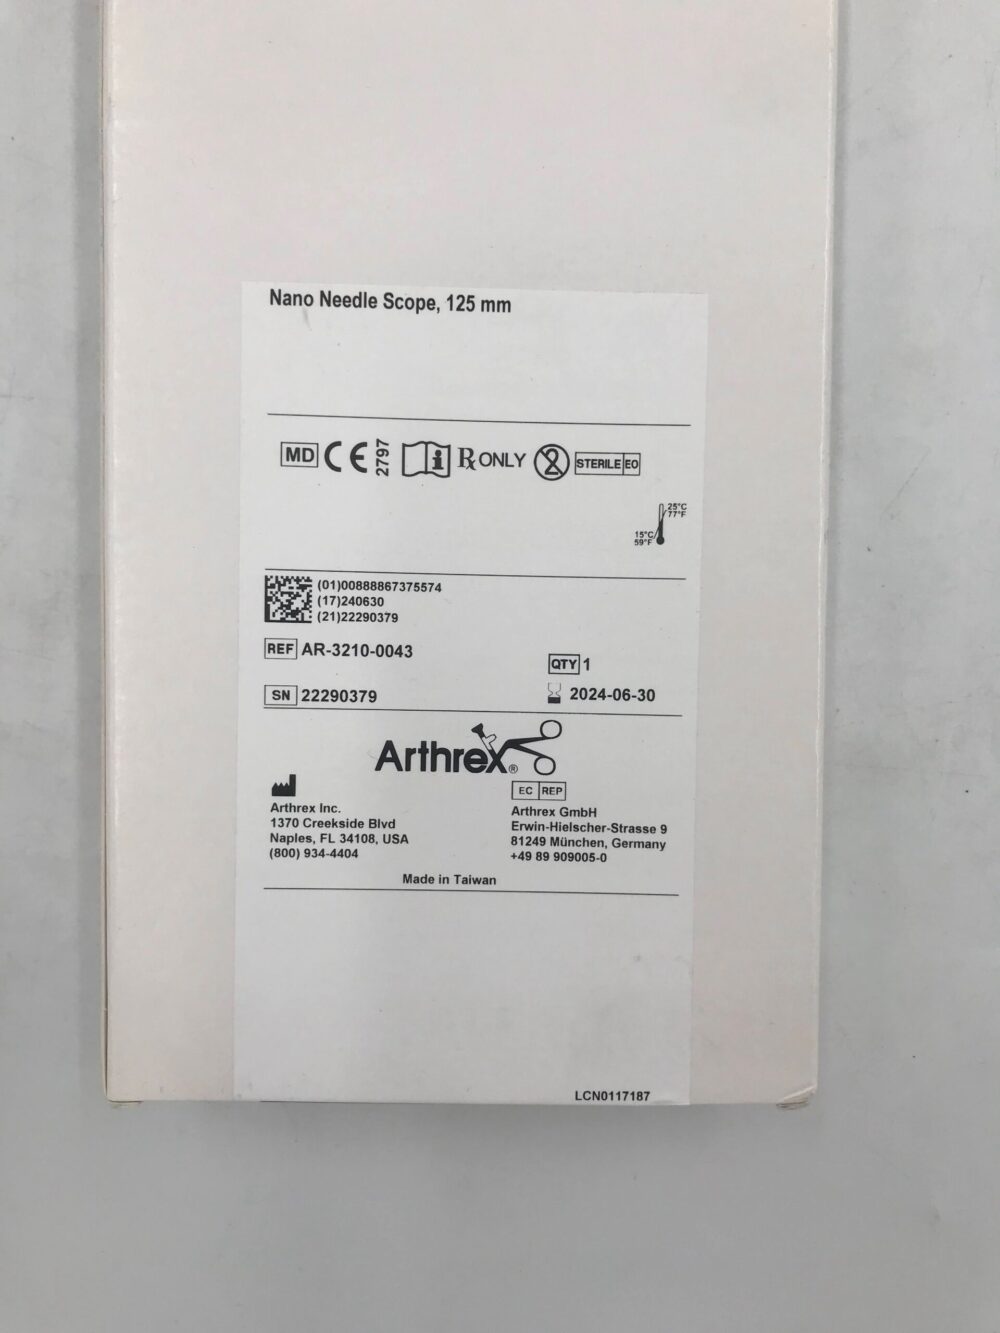 Nano Needle Scope, 125 mm
MD CE 2797 i Rx ONLY 2 STERILE EO
25°C
77°F
15°C
59°F
(01)00888867375574
(17)240630
(21)22290379
REF AR-3210-0043
QTY 1
SN 22290379
2024-06-30
Arthrex®
EC REP
Arthrex Inc.
1370 Creekside Blvd
Naples, FL 34108, USA
(800) 934-4404
Arthrex GmbH
Erwin-Hielscher-Strasse 9
81249 München, Germany
+49 89 909005-0
Made in Taiwan
LCN0117187